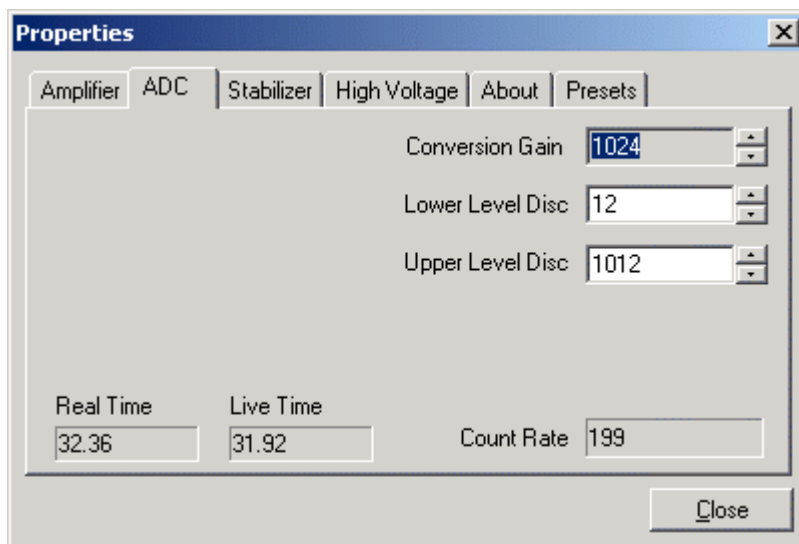 Properties
Amplifier ADC Stabilizer High Voltage About Presets
Conversion Gain 1024
Lower Level Disc 12
Upper Level Disc 1012
Real Time Live Time
32.36 31.92 Count Rate 199
Close